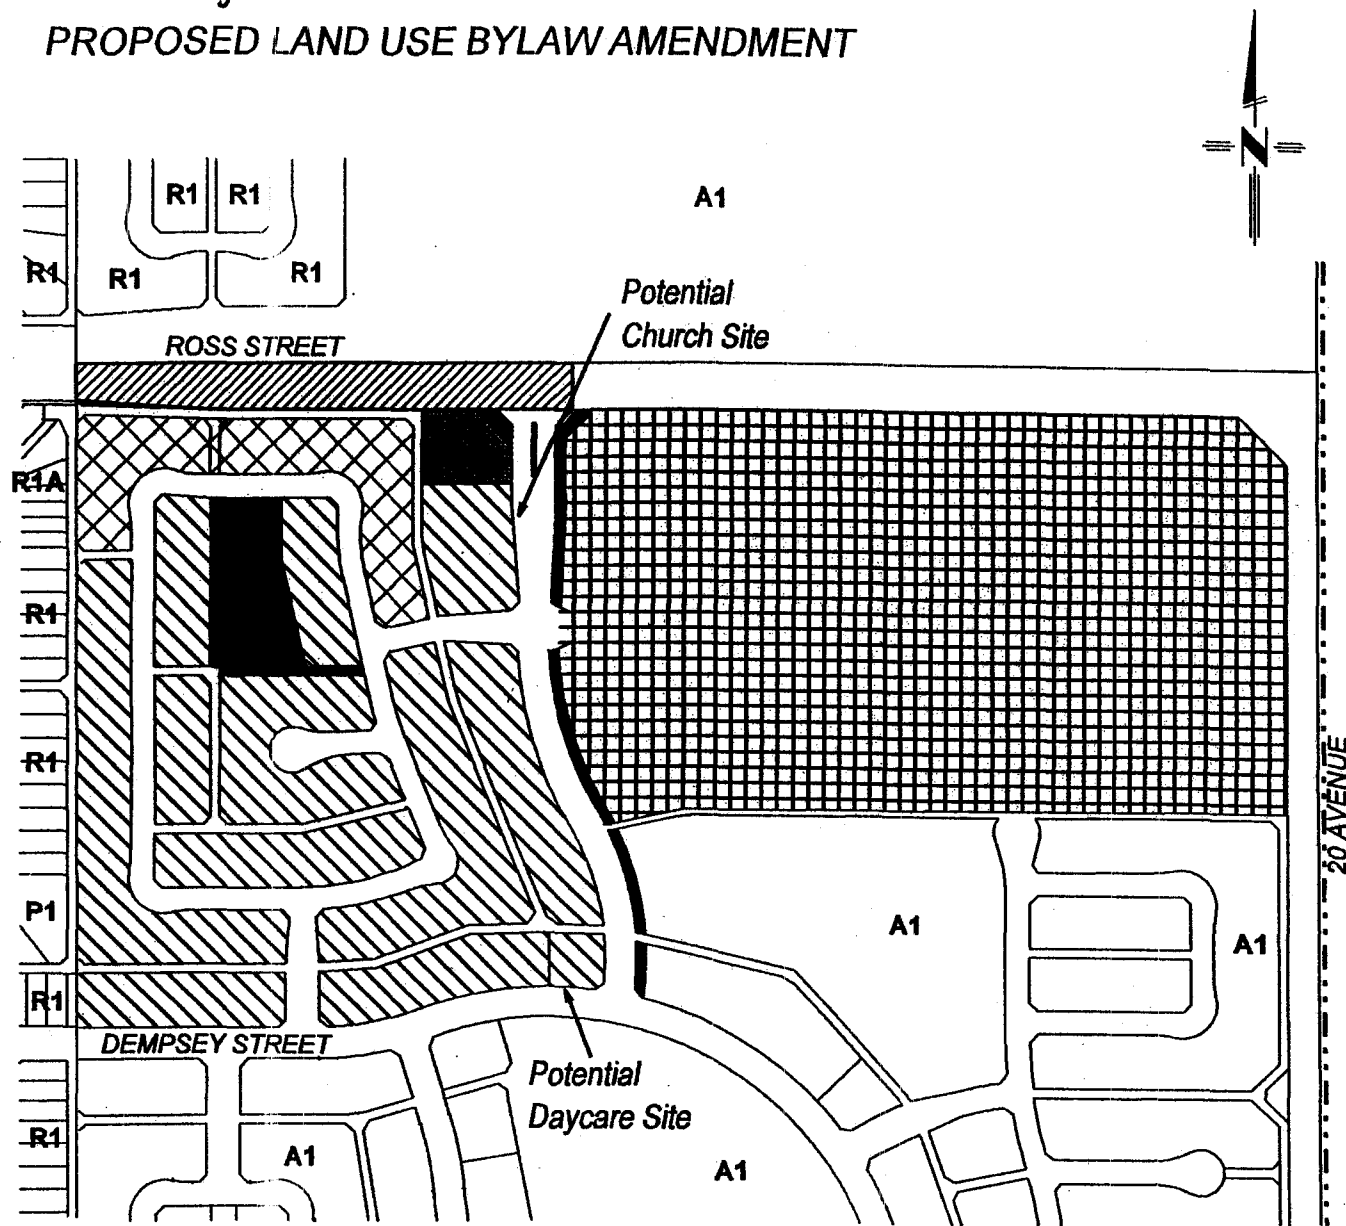 PROPOSED LAND USE BYLAW AMENDMENT
N
R1 R1
A1
R1 R1 R1
Potential
Church Site
ROSS STREET
R1A
R1
R1
20 AVENUE
P1
A1
A1
R1
DEMPSEY STREET
Potential
Daycare Site
R1
A1
A1